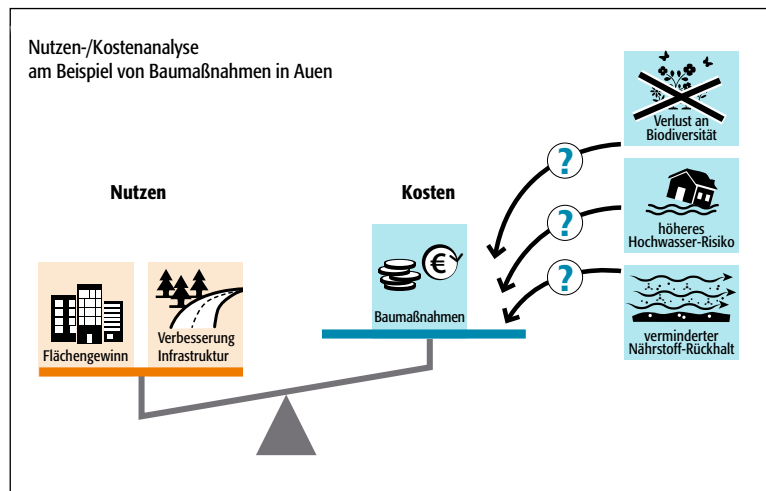 Nutzen-/Kostenanalyse
am Beispiel von Baumaßnahmen in Auen
Nutzen
Kosten
Flächengewinn
Verbesserung
Infrastruktur
€
Baumaßnahmen
?
?
?
Verlust an
Biodiversität
höheres
Hochwasser-Risiko
verminderter
Nährstoff-Rückhalt